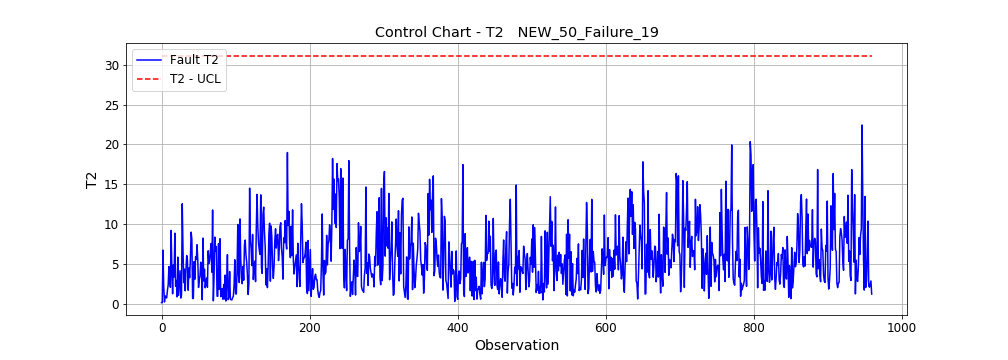 Control Chart - T2   NEW_50_Failure_19
Fault T2
T2 - UCL
30
25
20
15
10
5
0
T2
0 200 400 600 800 1000
Observation